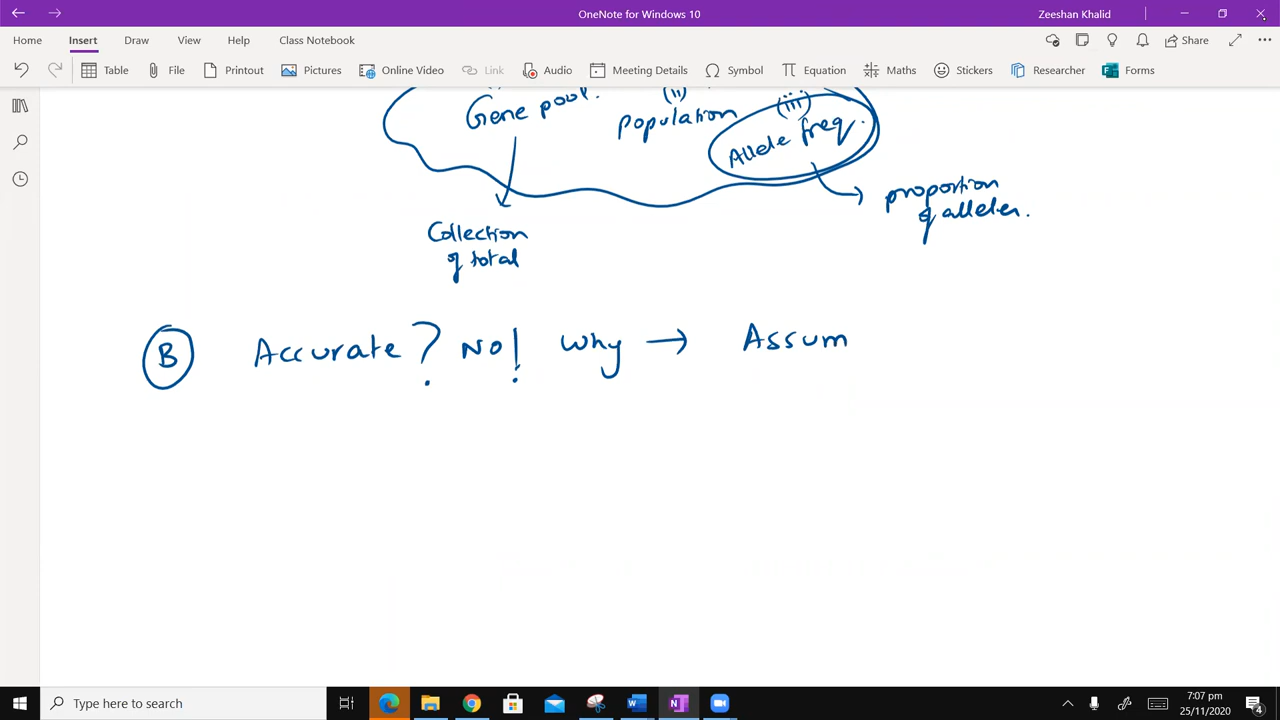 OneNote for Windows 10
Zeeshan Khalid
Home Insert Draw View Help Class Notebook
Share
Table File Printout Pictures Online Video Link Audio Meeting Details Symbol Equation Maths Stickers Researcher Forms
Gene pool. (ii) population
(iii) Allele freq.
proportion
of alleles.
Collection
of total
B Accurate? No! Why → Assum
Type here to search
7:07 pm
25/11/2020
4